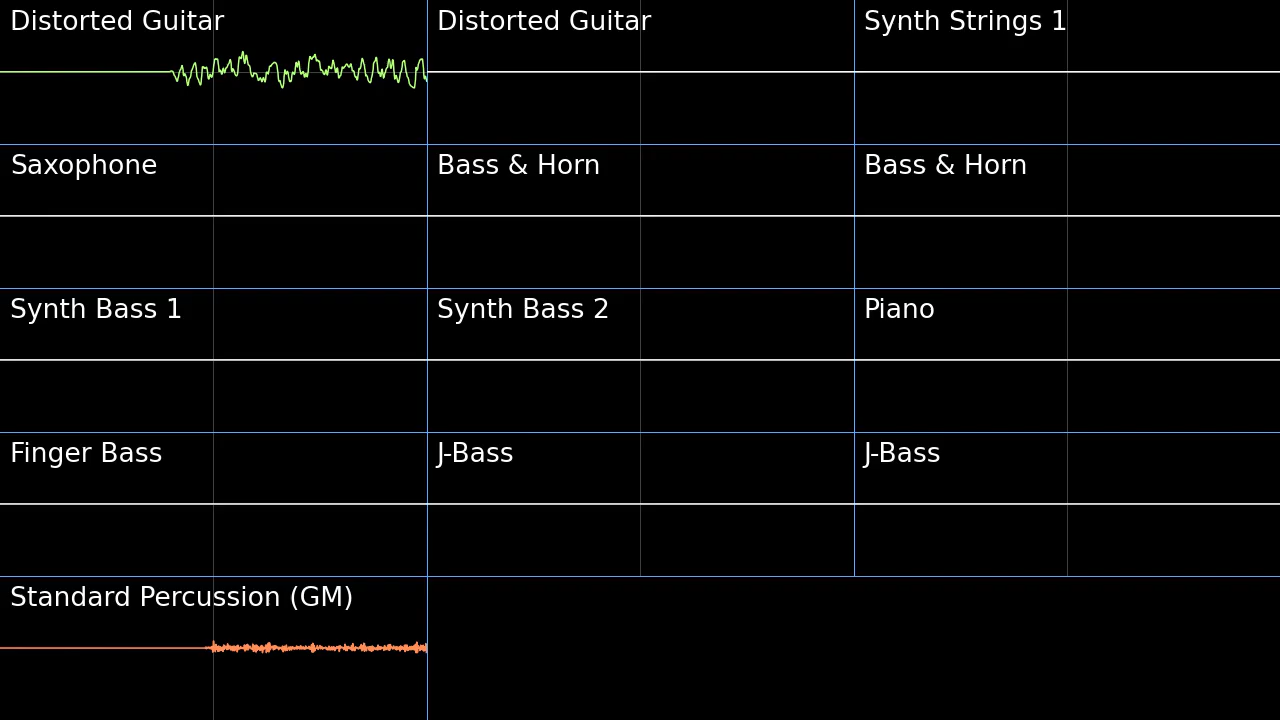 Distorted Guitar
Distorted Guitar
Synth Strings 1
Saxophone
Bass & Horn
Bass & Horn
Synth Bass 1
Synth Bass 2
Piano
Finger Bass
J-Bass
J-Bass
Standard Percussion (GM)